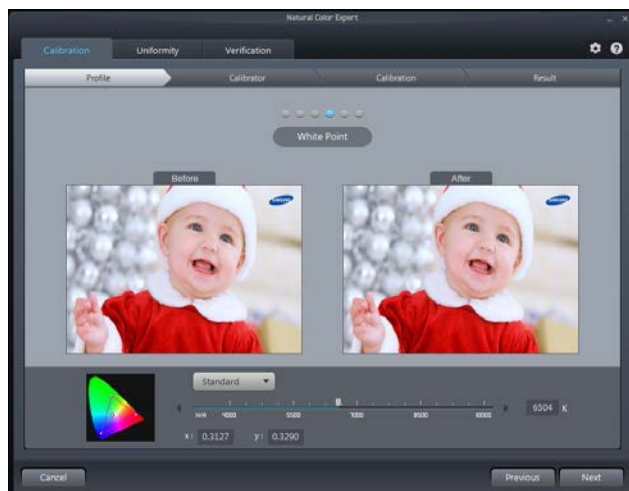 Natural Color Expert
Calibration Uniformity Verification
Profile Calibrator Calibration Result
White Point
Before After
SAMSUNG SAMSUNG
Standard
N/A 4000 5500 7000 8500 10000 6504 K
x: 0.3127 y: 0.3290
Cancel Previous Next